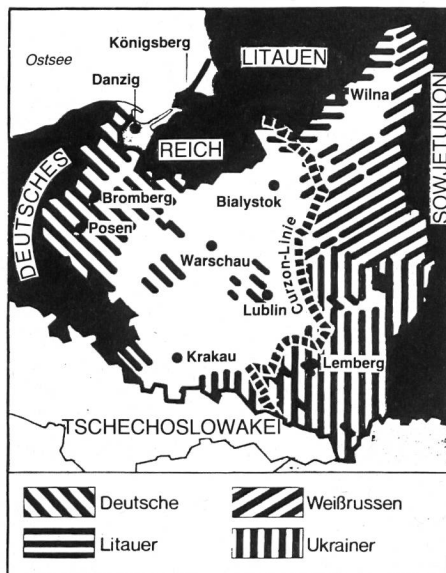 Königsberg
Ostsee
LITAUEN
Danzig
Wilna
SOWJETUNION
REICH
DEUTSCHES
Bromberg
Bialystok
Posen
Warschau
Curzon-Linie
Lublin
Krakau
Lemberg
TSCHECHOSLOWAKEI
Deutsche
Weißrussen
Litauer
Ukrainer